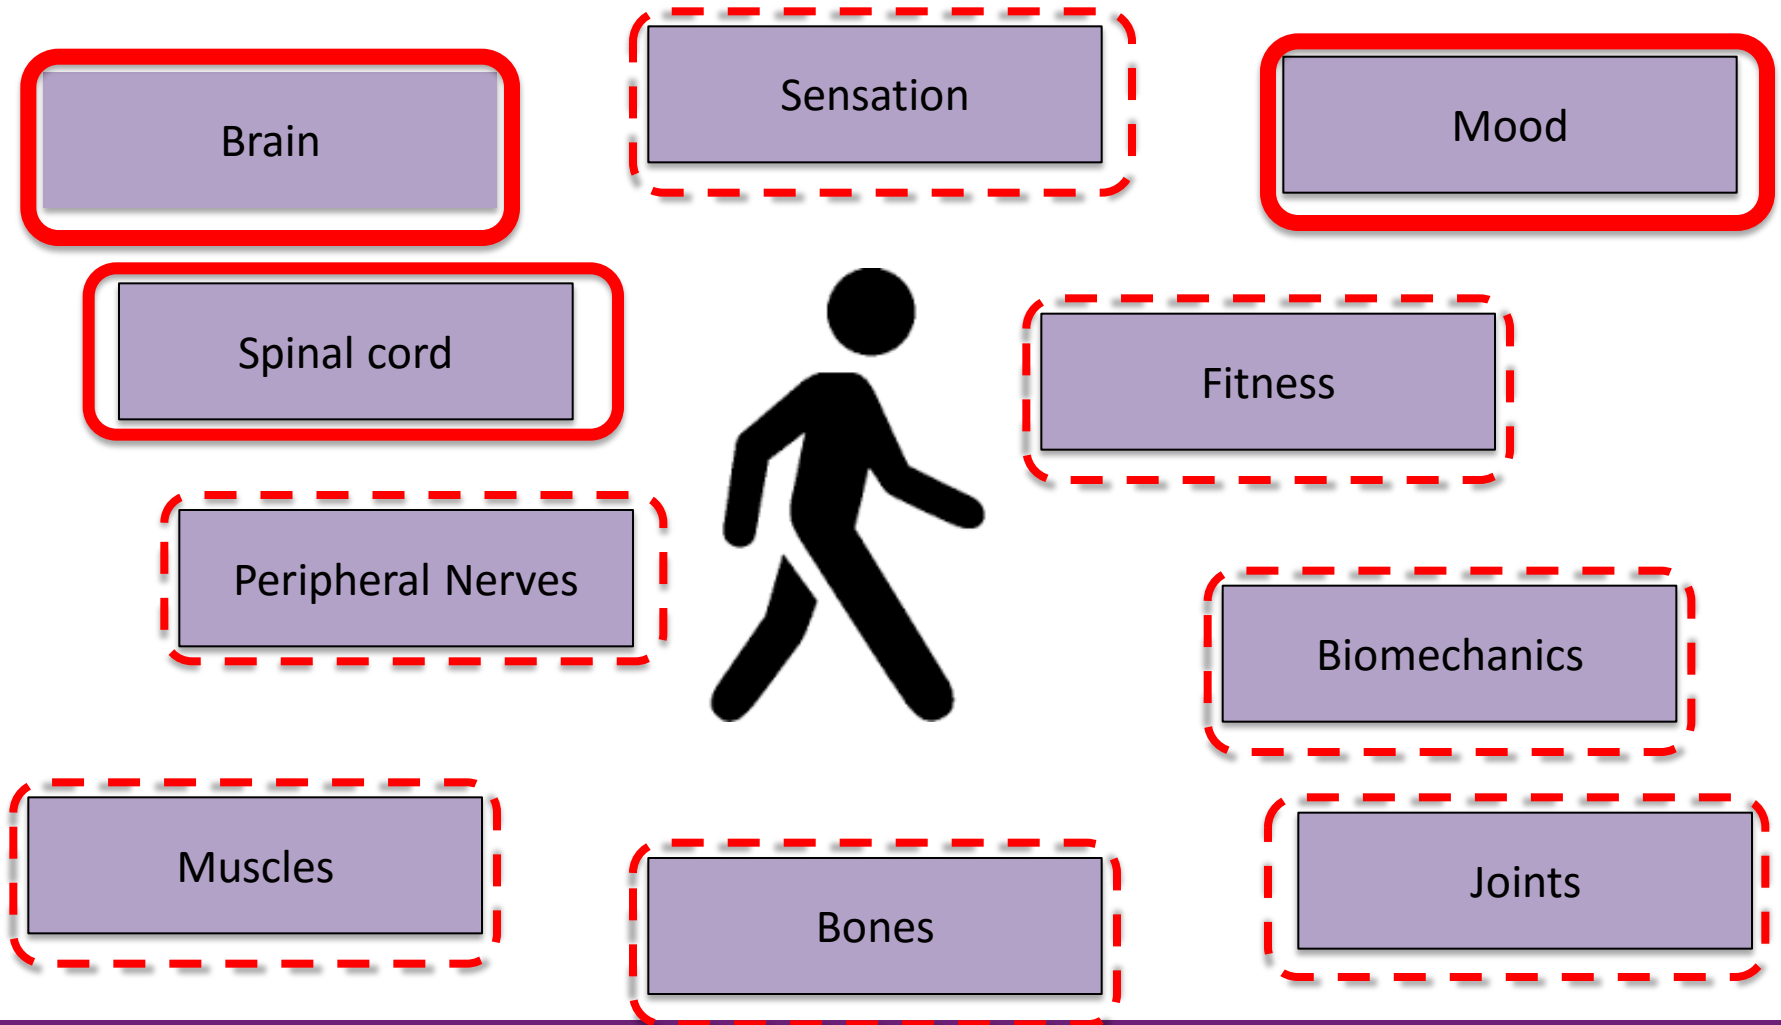 Sensation
Mood
Brain
Spinal cord
Fitness
Peripheral Nerves
Biomechanics
Muscles
Joints
Bones